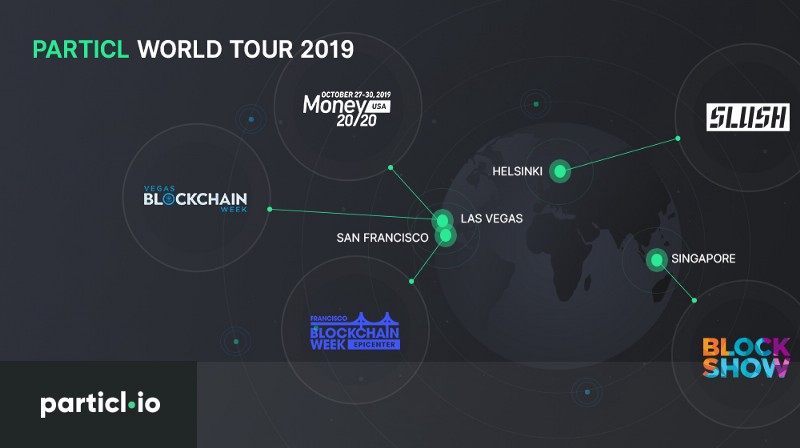 PARTICL WORLD TOUR 2019
OCTOBER 27-30, 2019
Money USA
20/20
SLUSH
HELSINKI
VEGAS
BLOCKCHAIN
WEEK
LAS VEGAS
SAN FRANCISCO
SINGAPORE
FRANCISCO
BLOCKCHAIN
WEEK EPICENTER
BLOCK
SHOW
particl.io